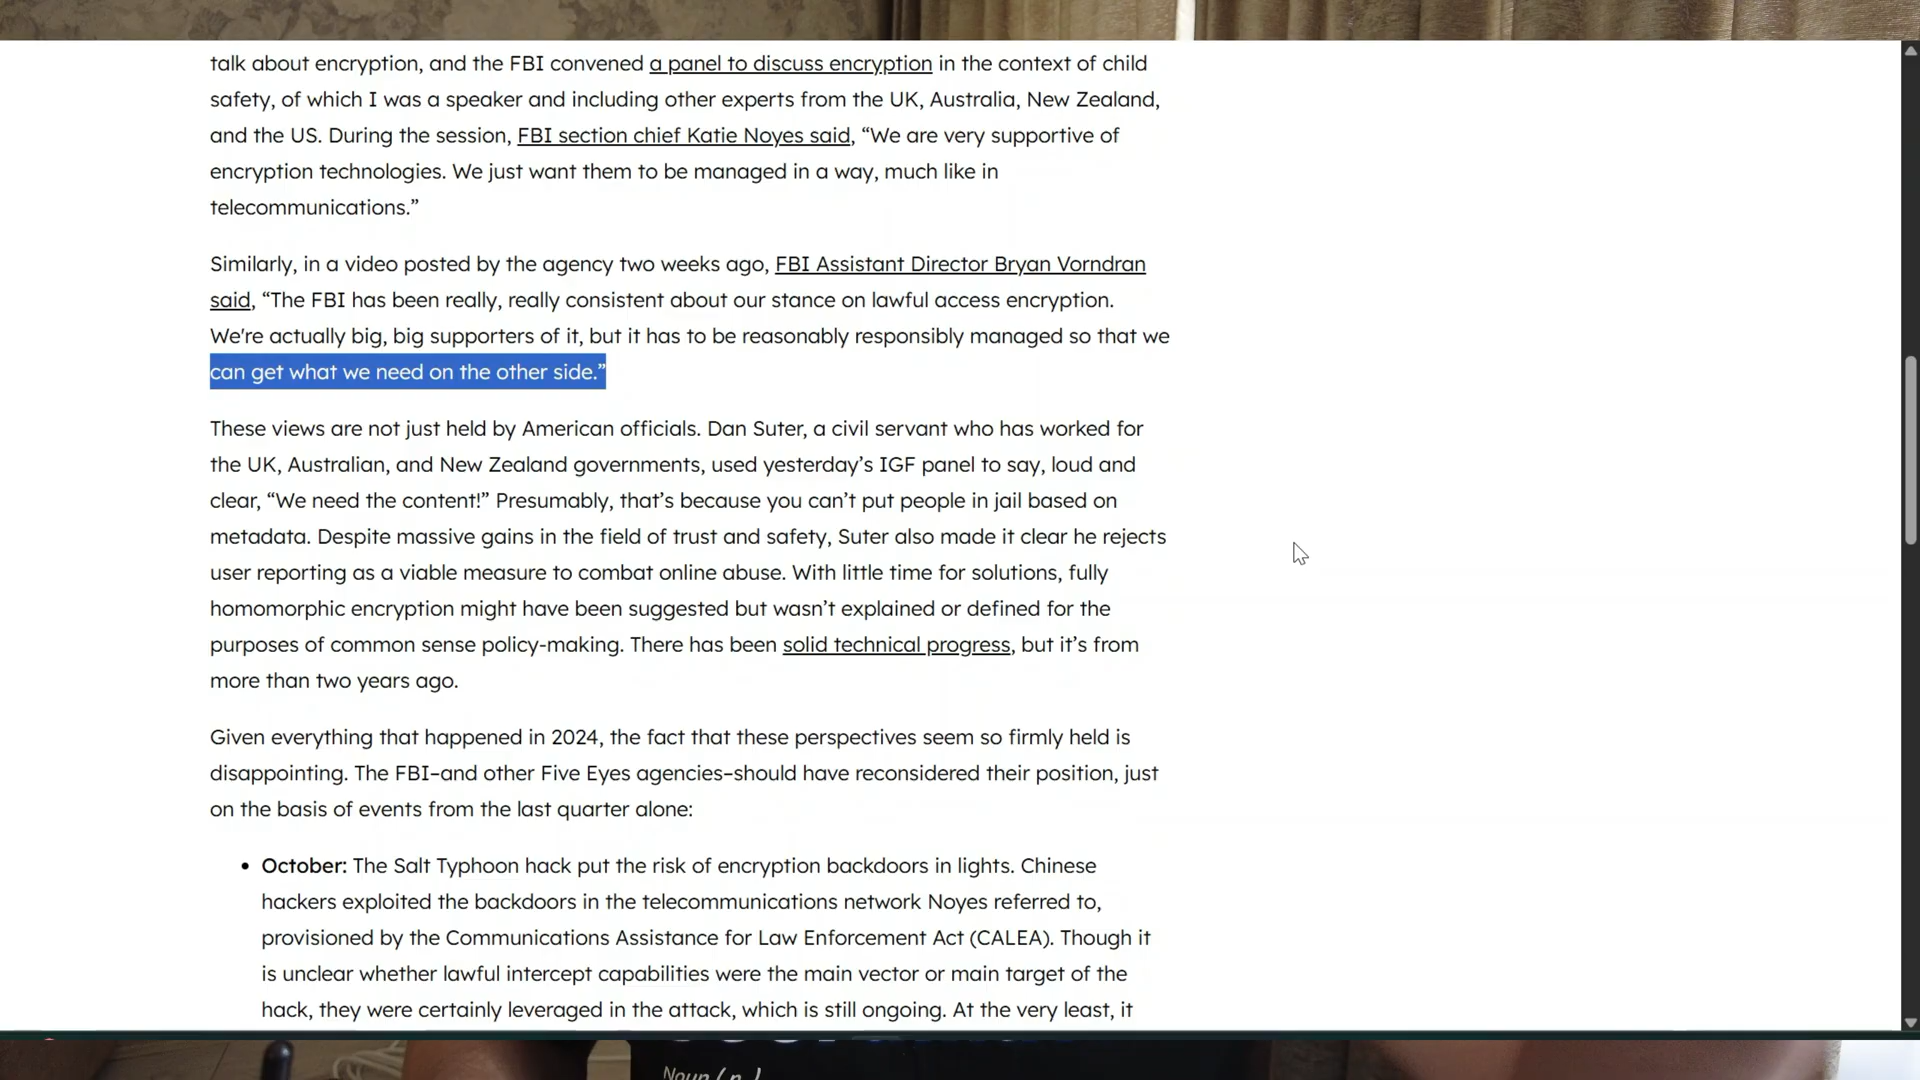 talk about encryption, and the FBI convened a panel to discuss encryption in the context of child
safety, of which I was a speaker and including other experts from the UK, Australia, New Zealand,
and the US. During the session, FBI section chief Katie Noyes said, “We are very supportive of
encryption technologies. We just want them to be managed in a way, much like in
telecommunications.”
Similarly, in a video posted by the agency two weeks ago, FBI Assistant Director Bryan Vorndran
said, “The FBI has been really, really consistent about our stance on lawful access encryption.
We're actually big, big supporters of it, but it has to be reasonably responsibly managed so that we
can get what we need on the other side.”
These views are not just held by American officials. Dan Suter, a civil servant who has worked for
the UK, Australian, and New Zealand governments, used yesterday’s IGF panel to say, loud and
clear, “We need the content!” Presumably, that’s because you can’t put people in jail based on
metadata. Despite massive gains in the field of trust and safety, Suter also made it clear he rejects
user reporting as a viable measure to combat online abuse. With little time for solutions, fully
homomorphic encryption might have been suggested but wasn’t explained or defined for the
purposes of common sense policy-making. There has been solid technical progress, but it’s from
more than two years ago.
Given everything that happened in 2024, the fact that these perspectives seem so firmly held is
disappointing. The FBI–and other Five Eyes agencies–should have reconsidered their position, just
on the basis of events from the last quarter alone:
• October: The Salt Typhoon hack put the risk of encryption backdoors in lights. Chinese
hackers exploited the backdoors in the telecommunications network Noyes referred to,
provisioned by the Communications Assistance for Law Enforcement Act (CALEA). Though it
is unclear whether lawful intercept capabilities were the main vector or main target of the
hack, they were certainly leveraged in the attack, which is still ongoing. At the very least, it
Noun (n.)